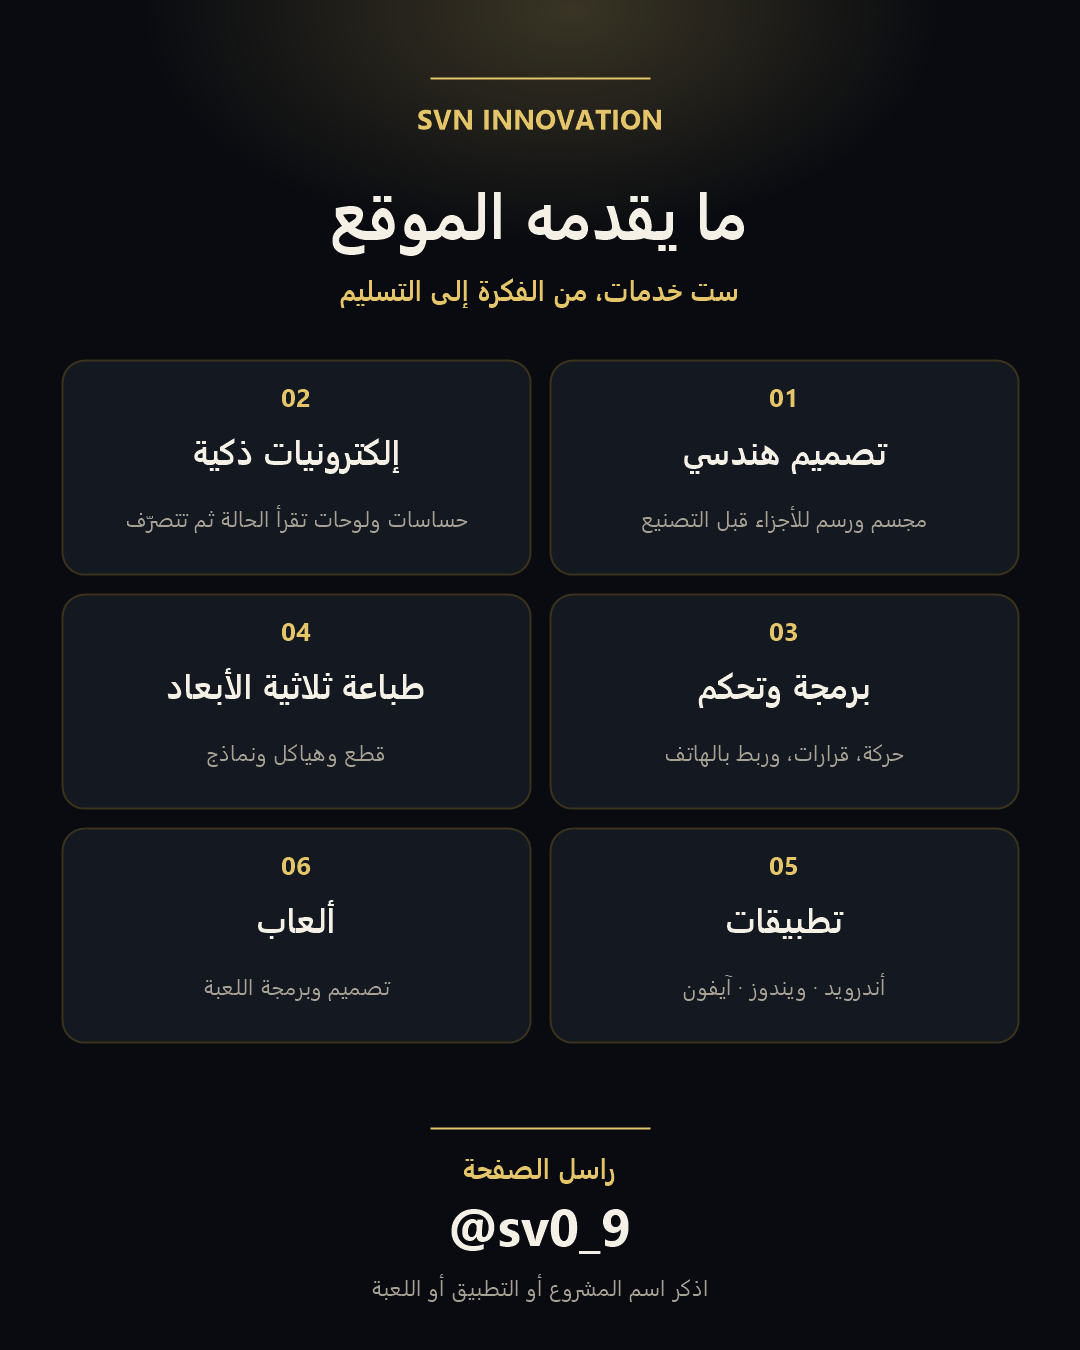 SVN INNOVATION
ما يقدمه الموقع
ست خدمات، من الفكرة إلى التسليم
01
تصميم هندسي
مجسم ورسم للأجزاء قبل التصنيع
02
إلكترونيات ذكية
حساسات ولوحات تقرأ الحالة ثم تتصرّف
03
برمجة وتحكم
حركة، قرارات، وربط بالهاتف
04
طباعة ثلاثية الأبعاد
قطع وهياكل ونماذج
05
تطبيقات
أندرويد · ويندوز · آيفون
06
ألعاب
تصميم وبرمجة اللعبة
راسل الصفحة
@sv0_9
اذكر اسم المشروع أو التطبيق أو اللعبة